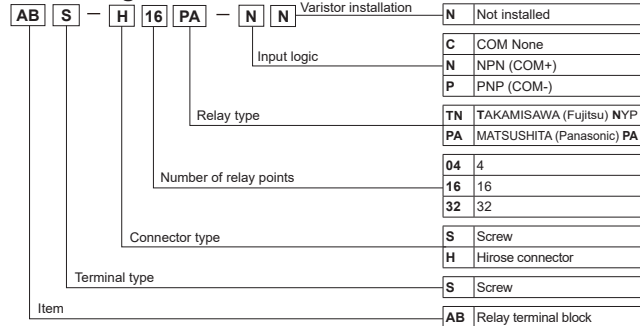 AB S – H 16 PA – N N
Varistor installation
N Not installed
Input logic
C COM None
N NPN (COM+)
P PNP (COM-)
Relay type
TN TAKAMISAWA (Fujitsu) NYP
PA MATSUSHITA (Panasonic) PA
Number of relay points
04 4
16 16
32 32
Connector type
S Screw
H Hirose connector
Terminal type
S Screw
Item
AB Relay terminal block